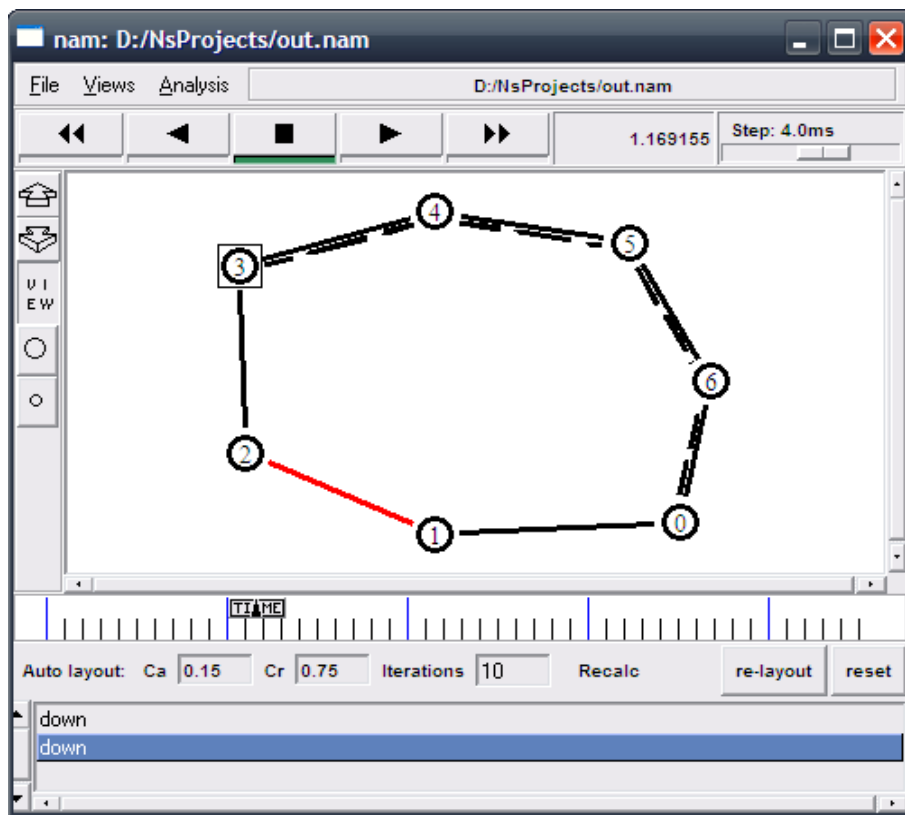 nam: D:/NsProjects/out.nam
File Views Analysis D:/NsProjects/out.nam
1.169155 Step: 4.0ms
4
5
3
VI
EW
6
2
0
1
TIME
Auto layout: Ca 0.15 Cr 0.75 Iterations 10 Recalc re-layout reset
down
down